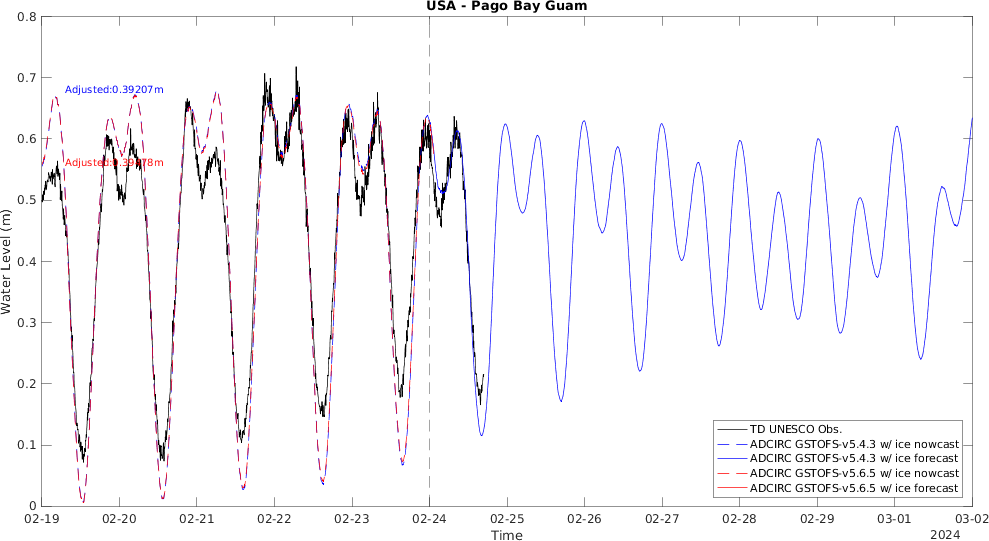 USA - Pago Bay Guam
0.8
0.7
0.6
0.5
0.4
0.3
0.2
0.1
0
Water Level (m)
Adjusted:0.39207m
02-19
02-20
02-21
02-22
02-23
02-24
02-25
02-26
02-27
02-28
02-29
03-01
03-02
Time
2024
TD UNESCO Obs.
ADCIRC GSTOFS-v5.4.3 w/ ice nowcast
ADCIRC GSTOFS-v5.4.3 w/ ice forecast
ADCIRC GSTOFS-v5.6.5 w/ ice nowcast
ADCIRC GSTOFS-v5.6.5 w/ ice forecast